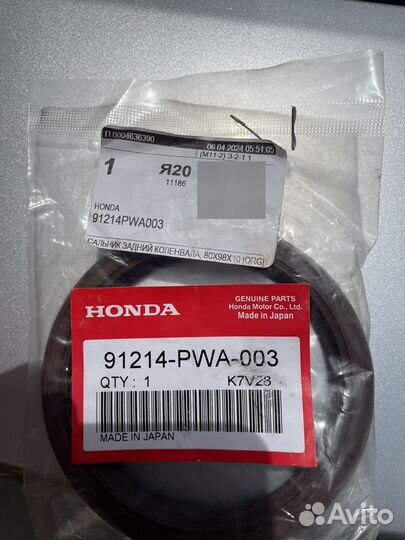 П 0004636390
06 04 2024 05:51:05
(M11-2) 3-2-1 1
1
Я20
11186
HONDA
91214PWA003
САЛЬНИК ЗАДНИЙ КОЛЕНВАЛА, 80X98X10 (ORG)
HONDA
GENUINE PARTS
Honda Motor Co., Ltd.
Made in Japan
91214-PWA-003
QTY : 1 K7V28
MADE IN JAPAN
Avito